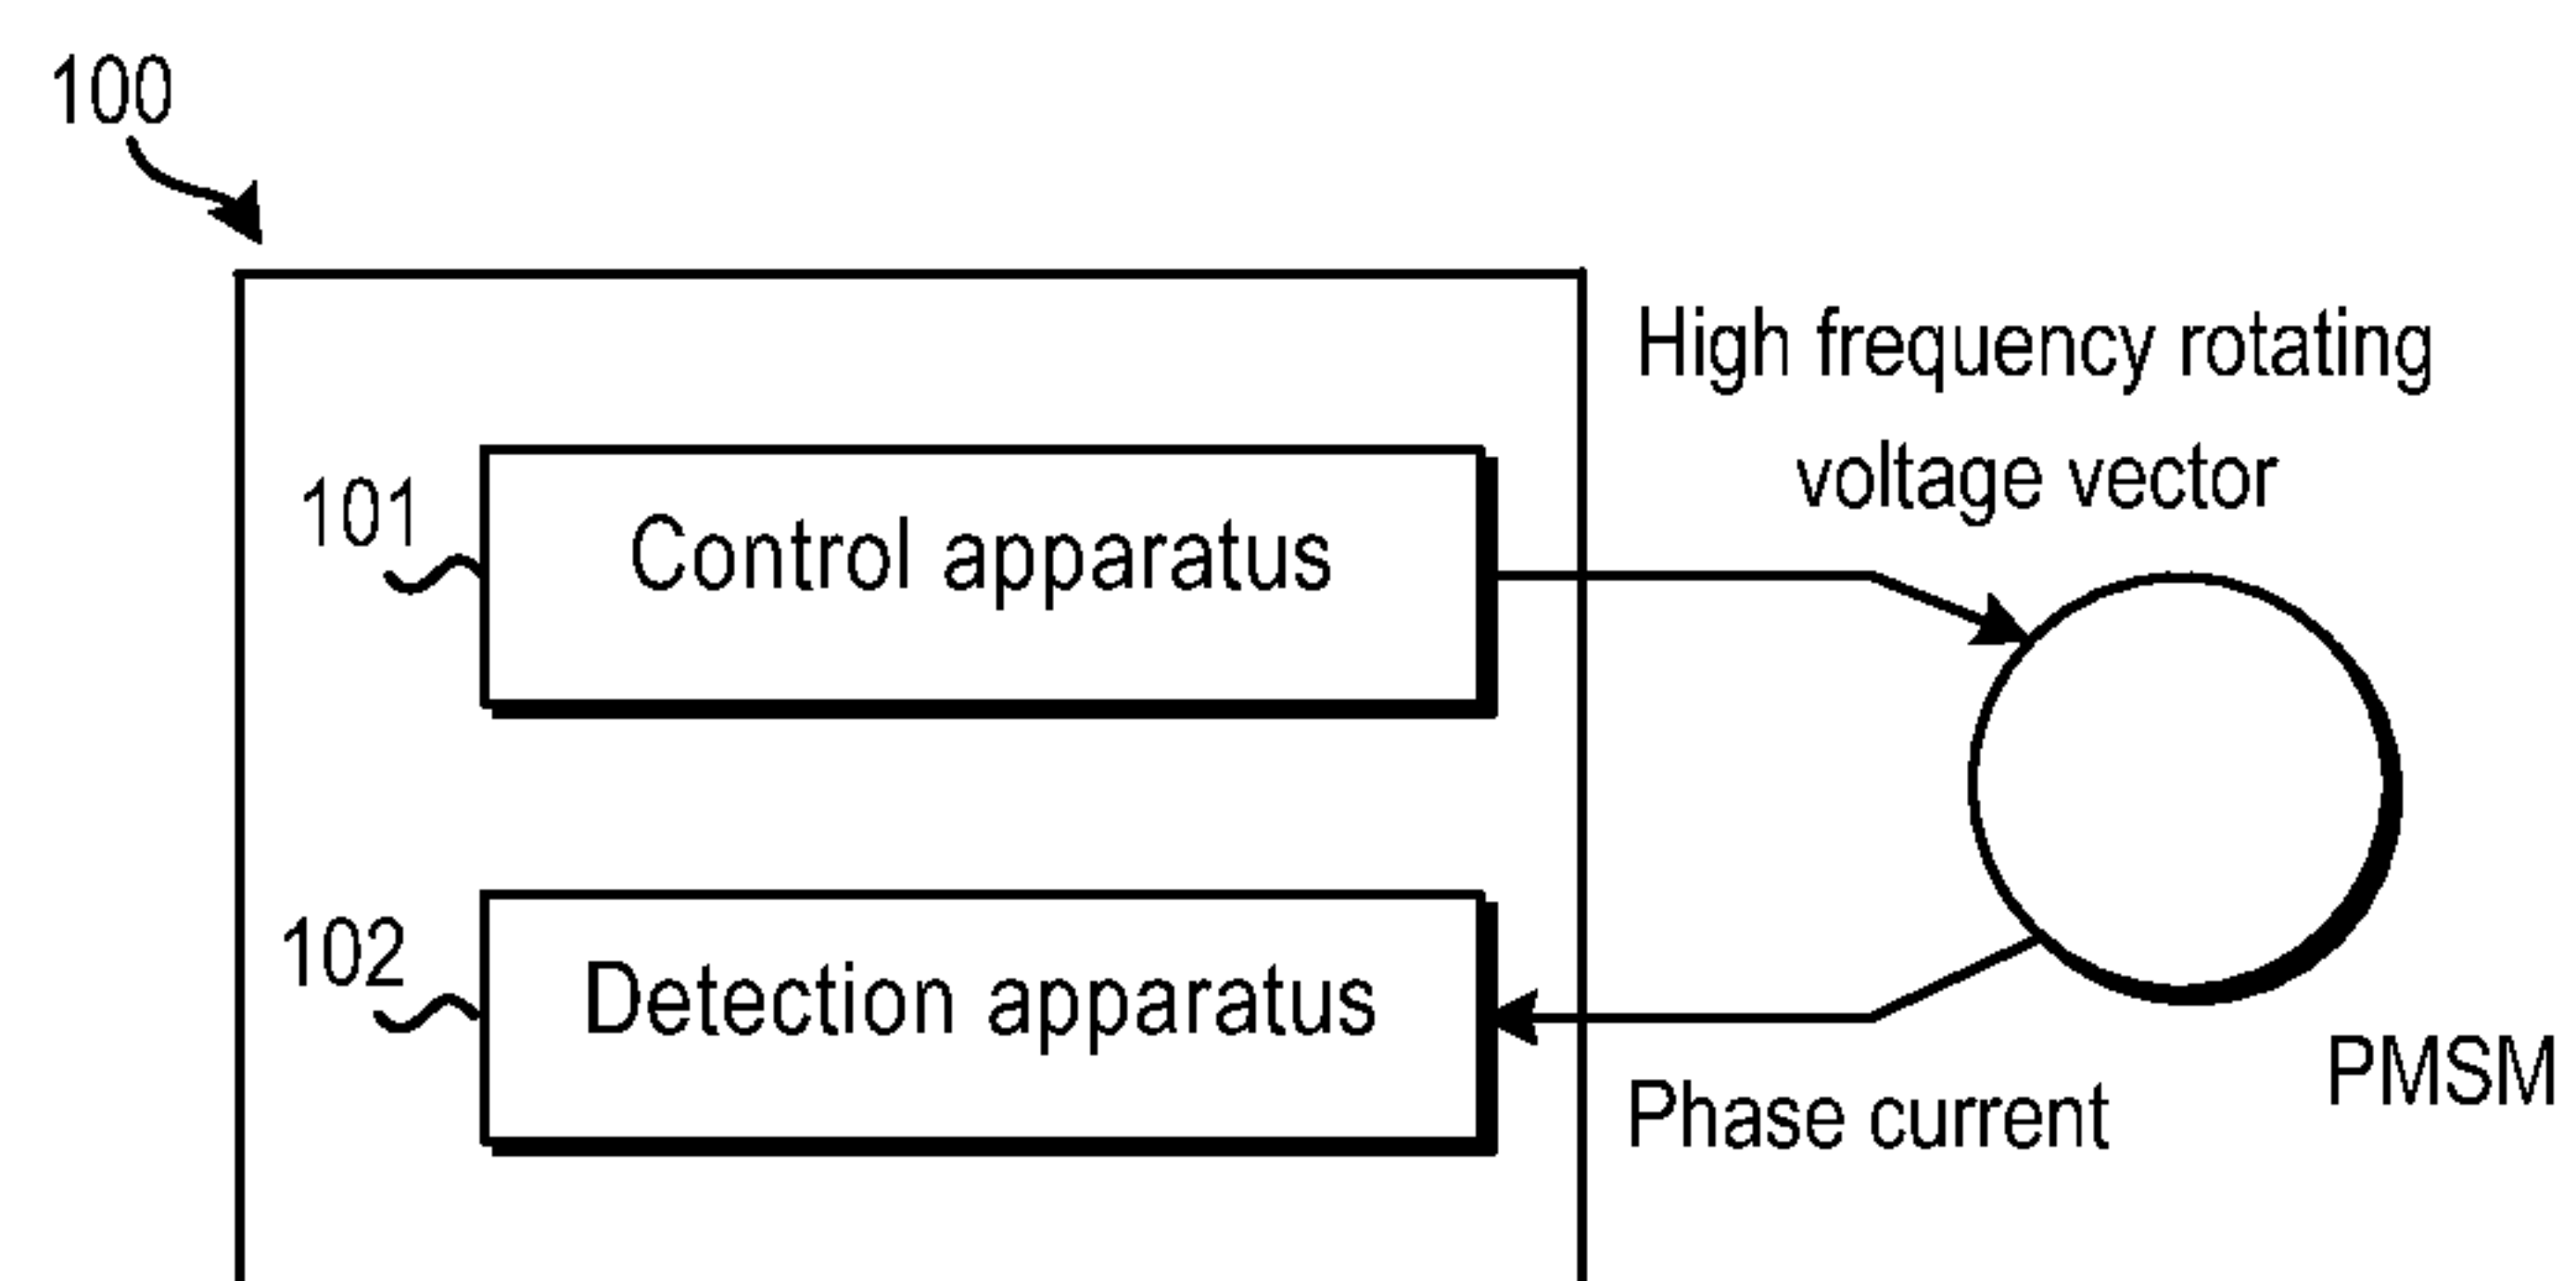 100
High frequency rotating
voltage vector
101
Control apparatus
102
Detection apparatus
Phase current
PMSM